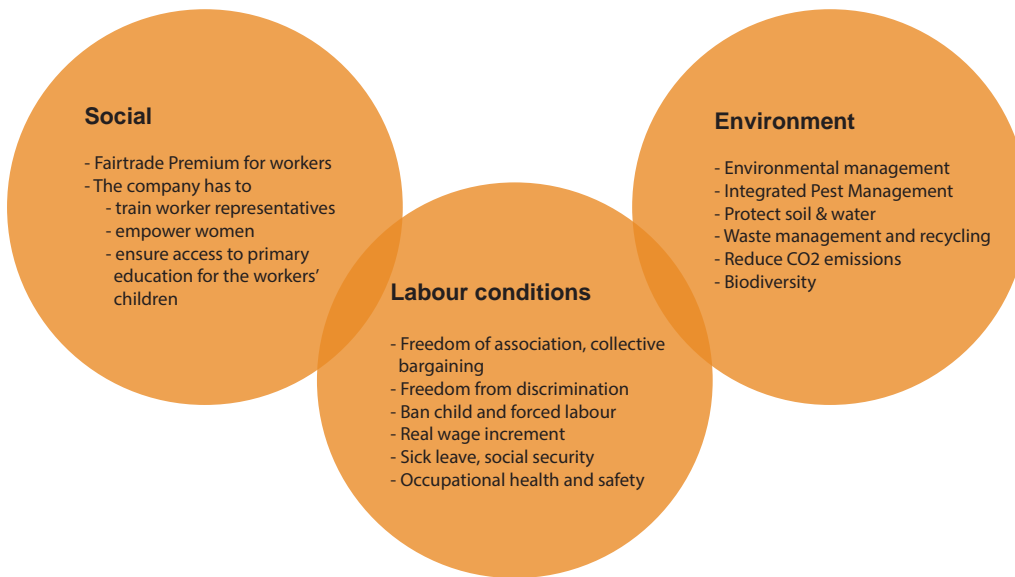 Social
- Fairtrade Premium for workers
- The company has to
- train worker representatives
- empower women
- ensure access to primary
education for the workers’
children
Labour conditions
- Freedom of association, collective
bargaining
- Freedom from discrimination
- Ban child and forced labour
- Real wage increment
- Sick leave, social security
- Occupational health and safety
Environment
- Environmental management
- Integrated Pest Management
- Protect soil & water
- Waste management and recycling
- Reduce CO2 emissions
- Biodiversity